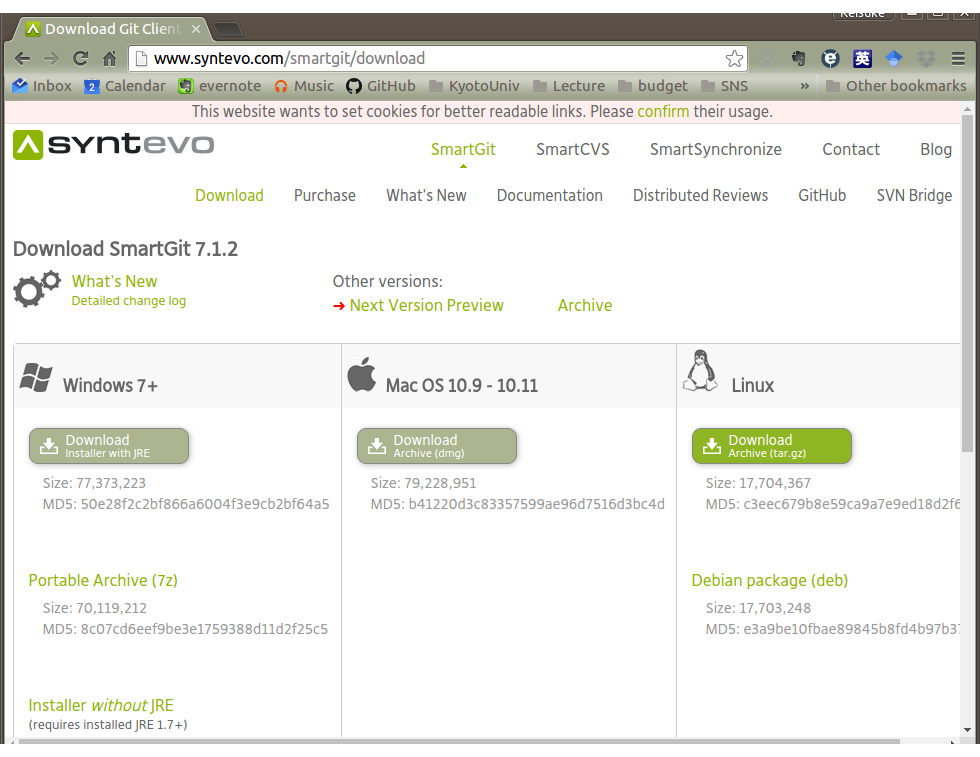 Keisuke
Download Git Client
www.syntevo.com/smartgit/download
英
Inbox 2 Calendar evernote Music GitHub KyotoUniv Lecture budget SNS » Other bookmarks
This website wants to set cookies for better readable links. Please confirm their usage.
syntevo
SmartGit SmartCVS SmartSynchronize Contact Blog
Download Purchase What's New Documentation Distributed Reviews GitHub SVN Bridge
Download SmartGit 7.1.2
What's New
Detailed change log
Other versions:
➜ Next Version Preview Archive
Windows 7+ Mac OS 10.9 - 10.11 Linux
Download
Installer with JRE
Size: 77,373,223
MD5: 50e28f2c2bf866a6004f3e9cb2bf64a5
Portable Archive (7z)
Size: 70,119,212
MD5: 8c07cd6eef9be3e1759388d11d2f25c5
Installer without JRE
(requires installed JRE 1.7+)
Download
Archive (dmg)
Size: 79,228,951
MD5: b41220d3c83357599ae96d7516d3bc4d
Download
Archive (tar.gz)
Size: 17,704,367
MD5: c3eec679b8e59ca9a7e9ed18d2f6
Debian package (deb)
Size: 17,703,248
MD5: e3a9be10fbae89845b8fd4b97b37